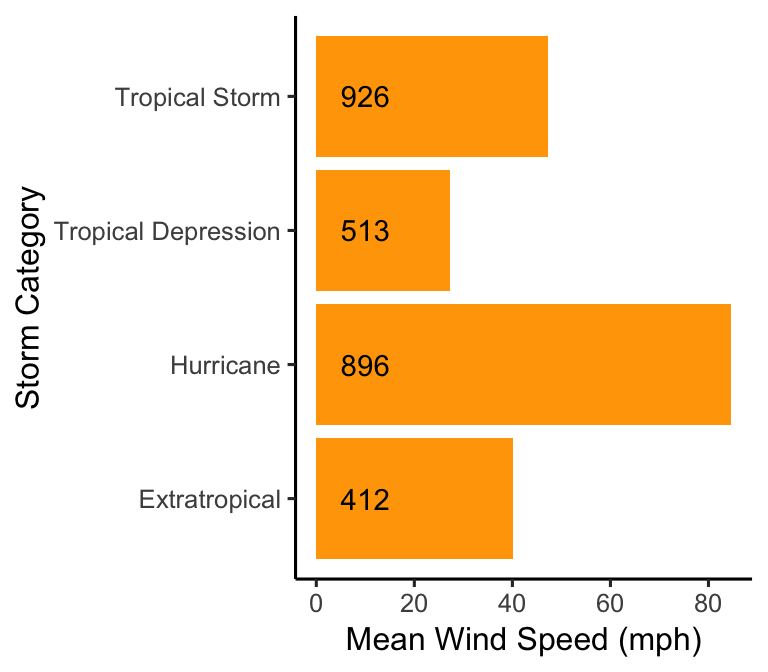 Storm Category
Tropical Storm
926
Tropical Depression
513
Hurricane
896
Extratropical
412
0 20 40 60 80
Mean Wind Speed (mph)